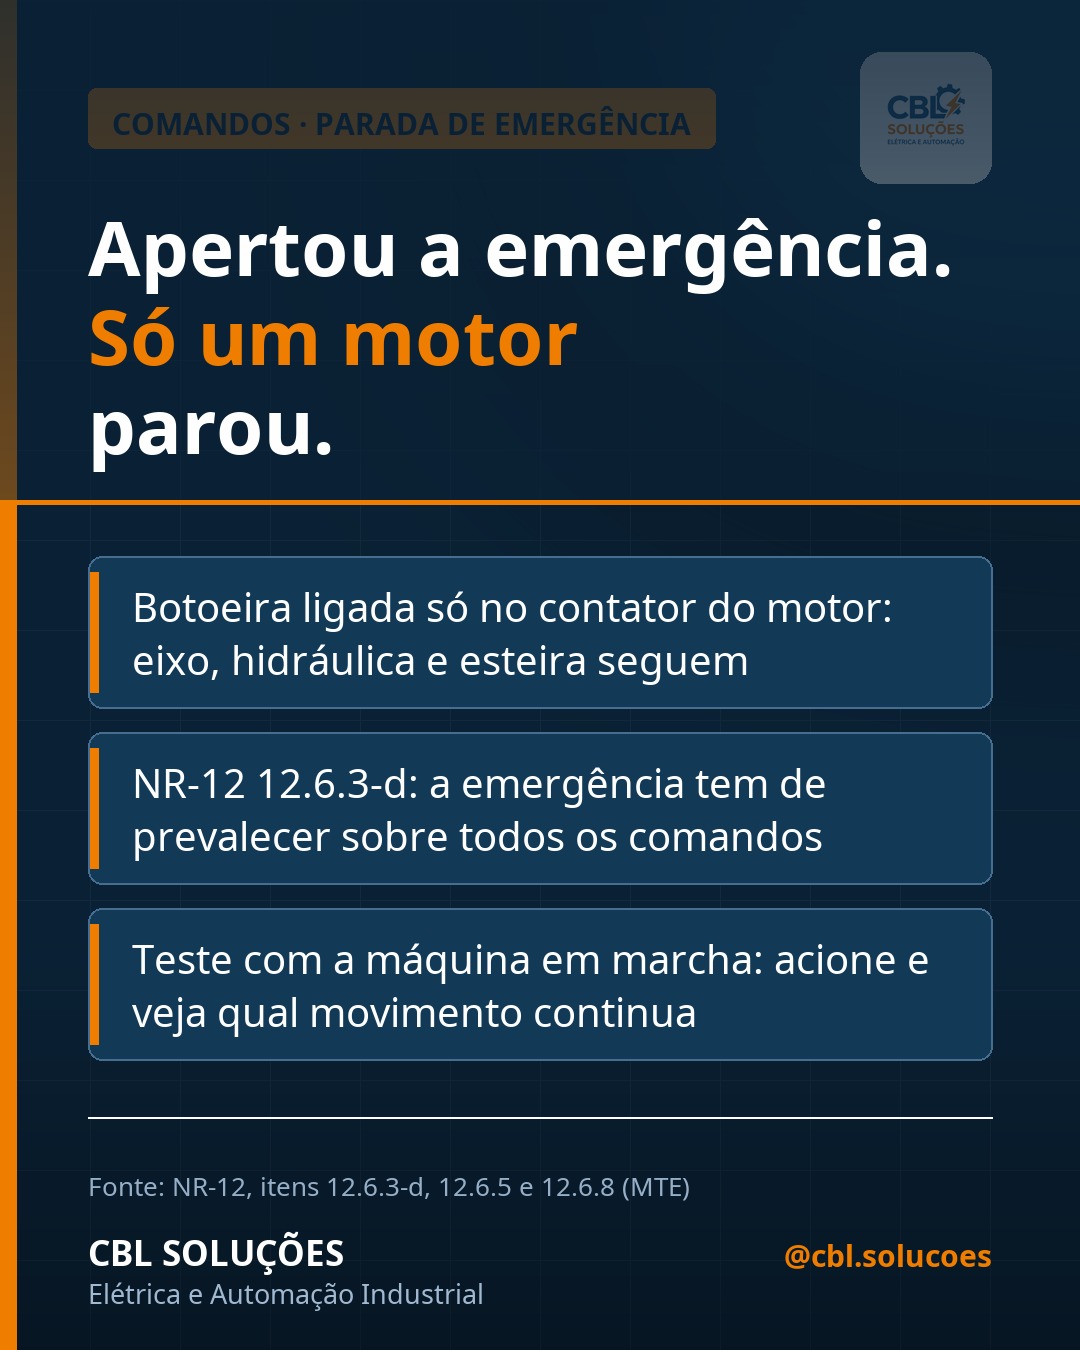 COMANDOS · PARADA DE EMERGÊNCIA
CBL
SOLUÇÕES
ELÉTRICA E AUTOMAÇÃO
Apertou a emergência.
Só um motor
parou.
Botoeira ligada só no contator do motor:
eixo, hidráulica e esteira seguem
NR-12 12.6.3-d: a emergência tem de
prevalecer sobre todos os comandos
Teste com a máquina em marcha: acione e
veja qual movimento continua
Fonte: NR-12, itens 12.6.3-d, 12.6.5 e 12.6.8 (MTE)
CBL SOLUÇÕES
@cbl.solucoes
Elétrica e Automação Industrial